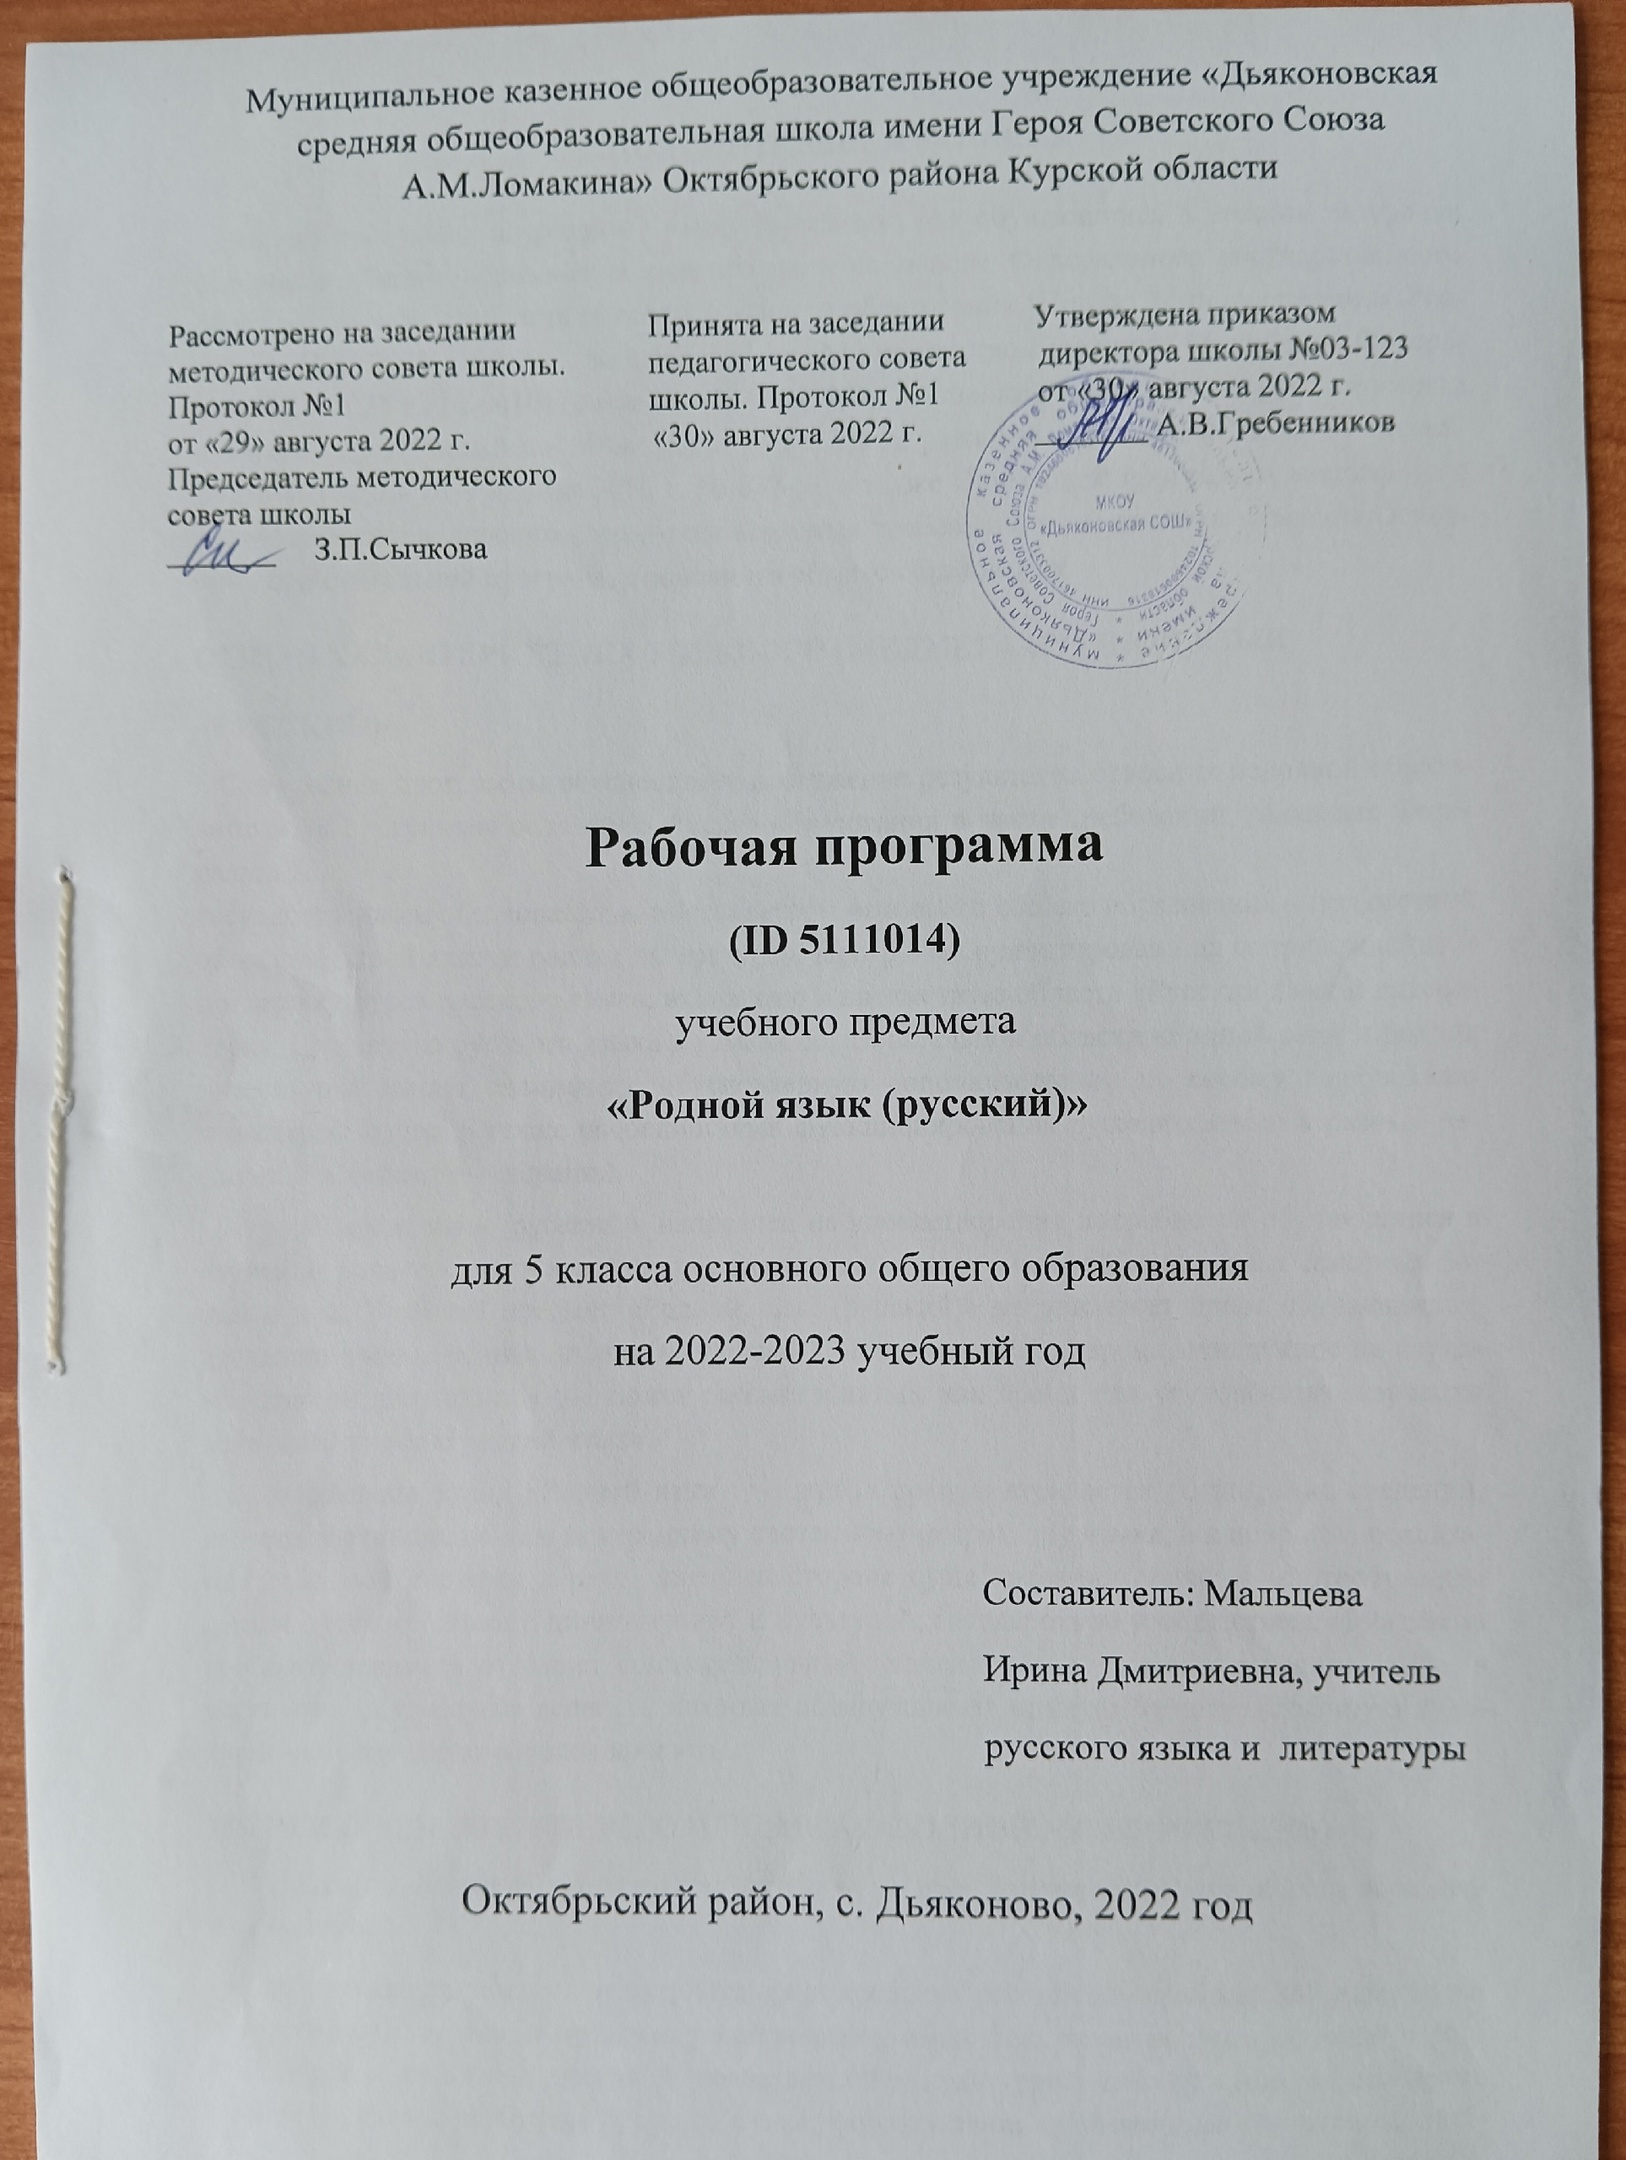 Муниципальное казенное общеобразовательное учреждение «Дьяконовская
средняя общеобразовательная школа имени Героя Советского Союза
А.М.Ломакина» Октябрьского района Курской области
Рассмотрено на заседании
методического совета школы.
Протокол №1
от «29» августа 2022 г.
Председатель методического
совета школы
З.П.Сычкова
Принята на заседании
педагогического совета
школы. Протокол №1
«30» августа 2022 г.
Утверждена приказом
директора школы №03-123
от «30» августа 2022 г.
А.В.Гребенников
МКОУ
«Дьяконовская СОШ»
Рабочая программа
(ID 5111014)
учебного предмета
«Родной язык (русский)»
для 5 класса основного общего образования
на 2022-2023 учебный год
Составитель: Мальцева
Ирина Дмитриевна, учитель
русского языка и литературы
Октябрьский район, с. Дьяконово, 2022 год